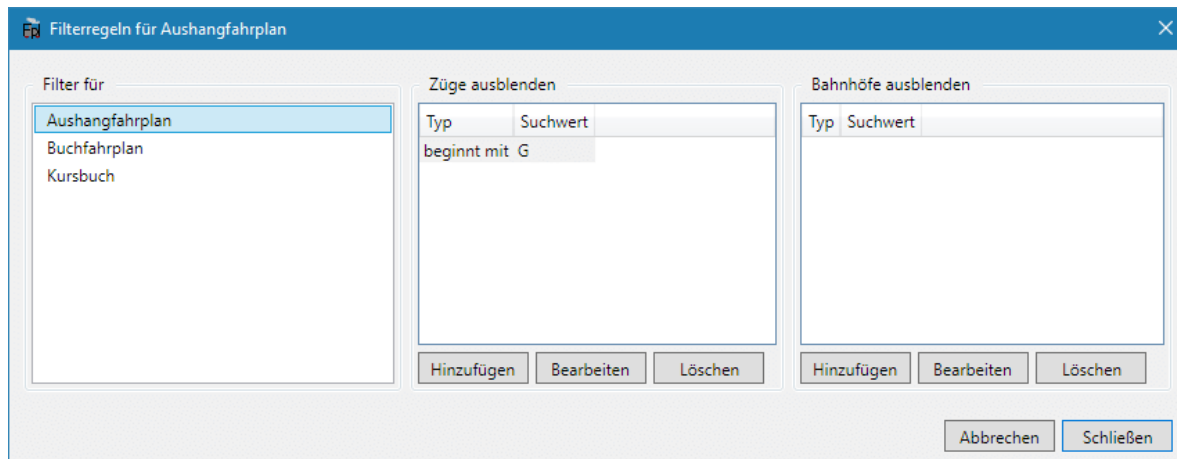 Filterregeln für Aushangfahrplan
Filter für
Aushangfahrplan
Buchfahrplan
Kursbuch
Züge ausblenden
Typ Suchwert
beginnt mit G
Hinzufügen Bearbeiten Löschen
Bahnhöfe ausblenden
Typ Suchwert
Hinzufügen Bearbeiten Löschen
Abbrechen Schließen